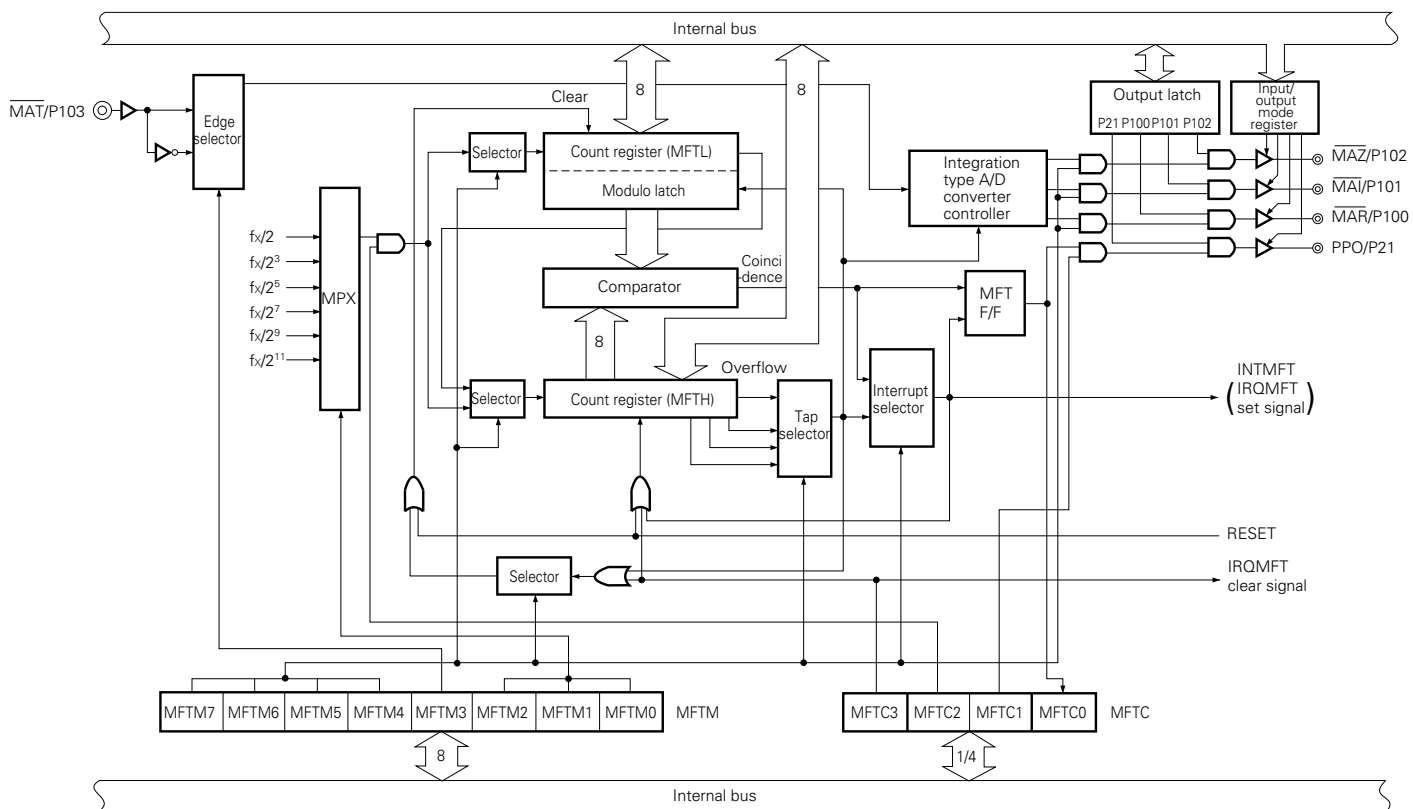 Internal bus
MAT/P103
Edge
selector
Clear
8
8
Output latch
P21 P100 P101 P102
Input/
output
mode
register
Selector
Count register (MFTL)
Modulo latch
Integration
type A/D
converter
controller
MAZ/P102
MAI/P101
MAR/P100
PPO/P21
fX/2
fX/2³
fX/2⁵
fX/2⁷
fX/2⁹
fX/2¹¹
MPX
Comparator
Coinci
dence
MFT
F/F
8
Overflow
Selector
Count register (MFTH)
Tap
selector
Interrupt
selector
INTMFT
(IRQMFT
set signal)
RESET
Selector
IRQMFT
clear signal
MFTM7 MFTM6 MFTM5 MFTM4 MFTM3 MFTM2 MFTM1 MFTM0 MFTM
MFTC3 MFTC2 MFTC1 MFTC0 MFTC
8
1/4
Internal bus